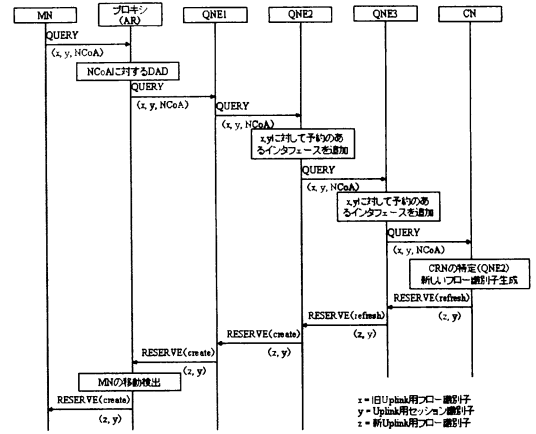 MN
プロキシ
(AR)
QNE1
QNE2
QNE3
CN
QUERY
(x, y, NCoA)
NCoAに対するDAD
QUERY
(x, y, NCoA)
QUERY
(x, y, NCoA)
x,yに対して予約のあ
るインタフェースを追加
QUERY
(x, y, NCoA)
x,yに対して予約のあ
るインタフェースを追加
QUERY
(x, y, NCoA)
CRNの特定(QNE2)
新しいフロー識別子生成
RESERVE(refresh)
(z, y)
RESERVE(refresh)
(z, y)
RESERVE(create)
(z, y)
RESERVE(create)
(z, y)
MNの移動検出
RESERVE(create)
(z, y)
x = 旧Uplink用フロー識別子
y = Uplink用セッション識別子
z = 新Uplink用フロー識別子